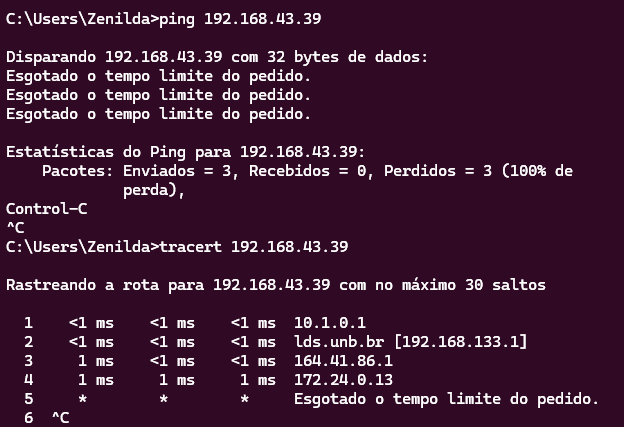 C:\Users\Zenilda>ping 192.168.43.39
Disparando 192.168.43.39 com 32 bytes de dados:
Esgotado o tempo limite do pedido.
Esgotado o tempo limite do pedido.
Esgotado o tempo limite do pedido.
Estatísticas do Ping para 192.168.43.39:
    Pacotes: Enviados = 3, Recebidos = 0, Perdidos = 3 (100% de
             perda),
Control-C
^C
C:\Users\Zenilda>tracert 192.168.43.39
Rastreando a rota para 192.168.43.39 com no máximo 30 saltos
  1    <1 ms    <1 ms    <1 ms  10.1.0.1
  2    <1 ms    <1 ms    <1 ms  lds.unb.br [192.168.133.1]
  3     1 ms    <1 ms    <1 ms  164.41.86.1
  4     1 ms     1 ms     1 ms  172.24.0.13
  5     *        *        *     Esgotado o tempo limite do pedido.
  6  ^C